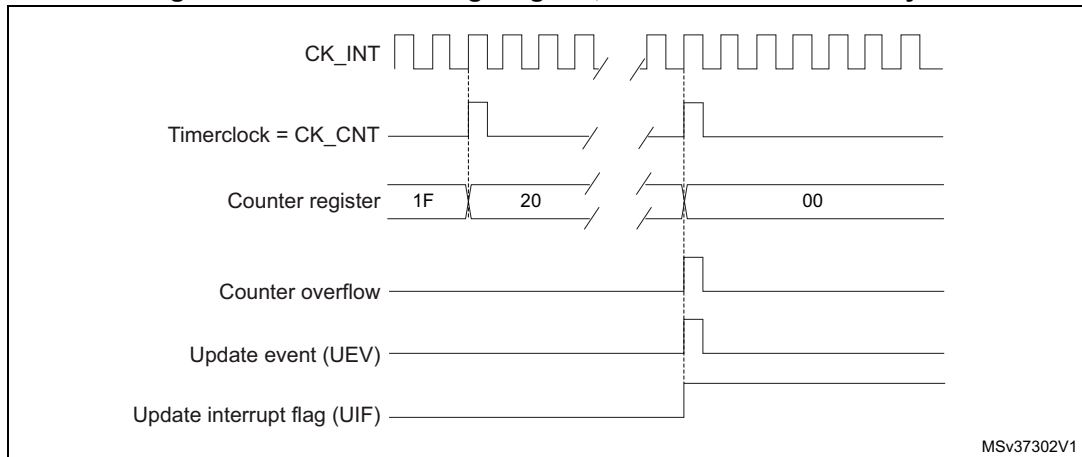 CK_INT
Timerclock = CK_CNT
Counter register 1F 20 00
Counter overflow
Update event (UEV)
Update interrupt flag (UIF)
MSv37302V1